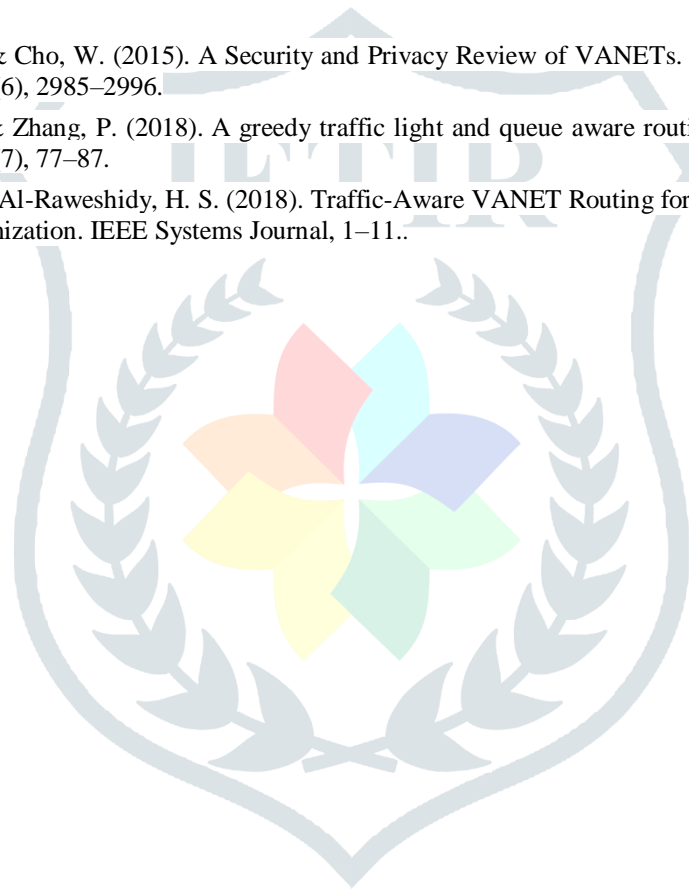 & Cho, W. (2015). A Security and Privacy Review of VANETs.
(6), 2985–2996.
& Zhang, P. (2018). A greedy traffic light and queue aware routi
(7), 77–87.
JETIR
Al-Raweshidy, H. S. (2018). Traffic-Aware VANET Routing for
nization. IEEE Systems Journal, 1–11..